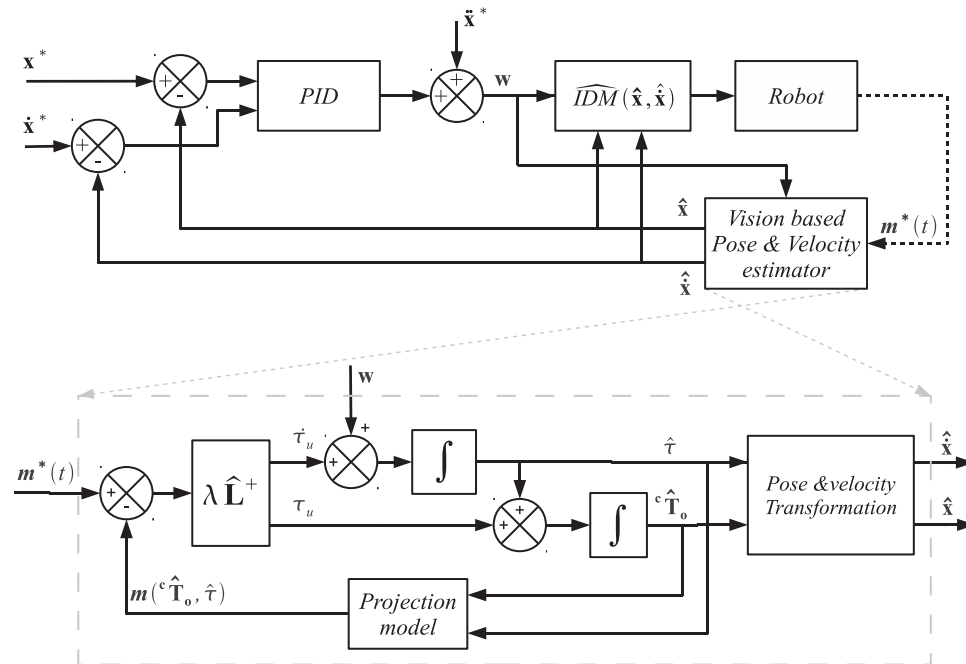 ẍ*
x*
+
-
PID
+
+
w
IDM̂(x̂, ẋ̂)
Robot
ẋ*
+
-
x̂
Vision based
Pose & Velocity
estimator
m*(t)
ẋ̂
w
+
τ̇ᵤ
+
τ̂
ẋ̂
m*(t)
+
-
λL̂⁺
∫
Pose &velocity
Transformation
τᵤ
+
+
∫
ᶜT̂ₒ
x̂
m(ᶜT̂ₒ, τ̂)
Projection
model